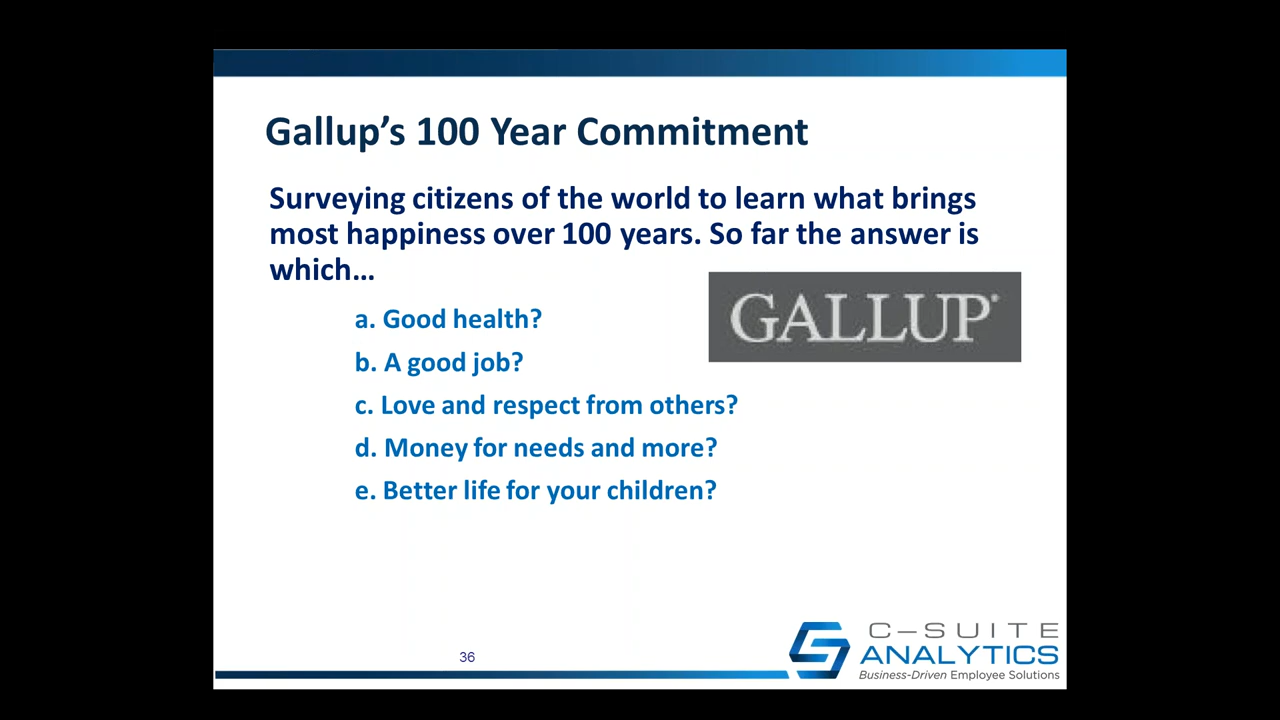 Gallup’s 100 Year Commitment
Surveying citizens of the world to learn what brings
most happiness over 100 years. So far the answer is
which…
GALLUP®
a. Good health?
b. A good job?
c. Love and respect from others?
d. Money for needs and more?
e. Better life for your children?
36
C–SUITE
ANALYTICS
Business-Driven Employee Solutions